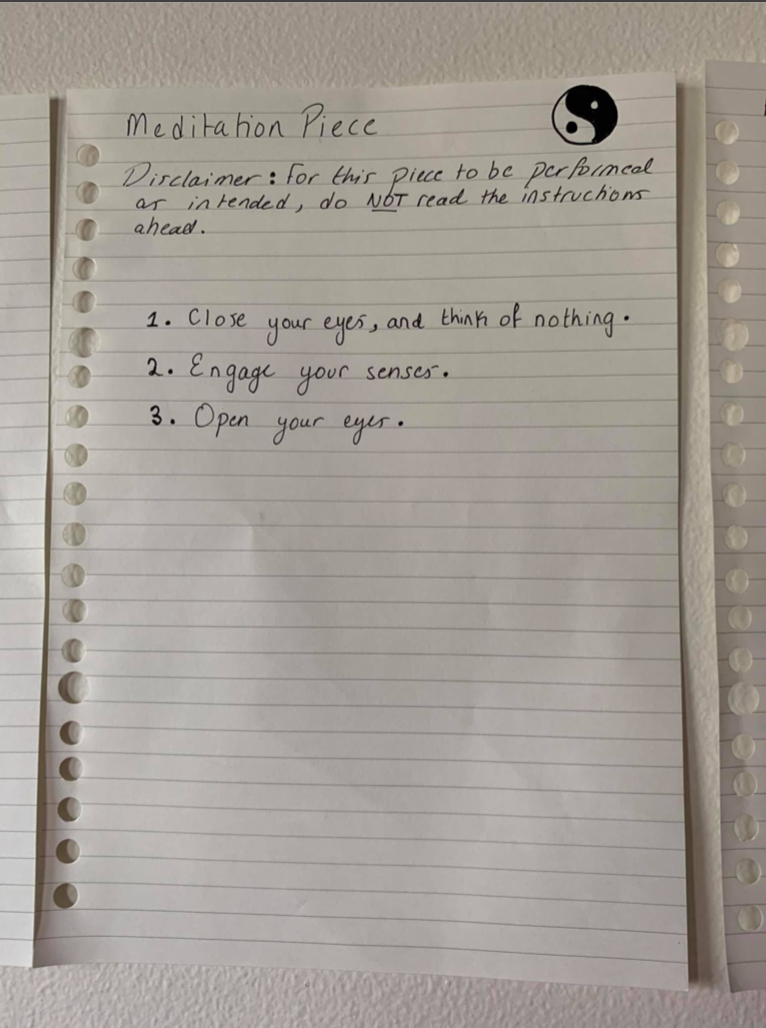 Meditation Piece
Disclaimer: For this piece to be performed
as intended, do NOT read the instructions
ahead.
1. Close your eyes, and think of nothing.
2. Engage your senses.
3. Open your eyes.